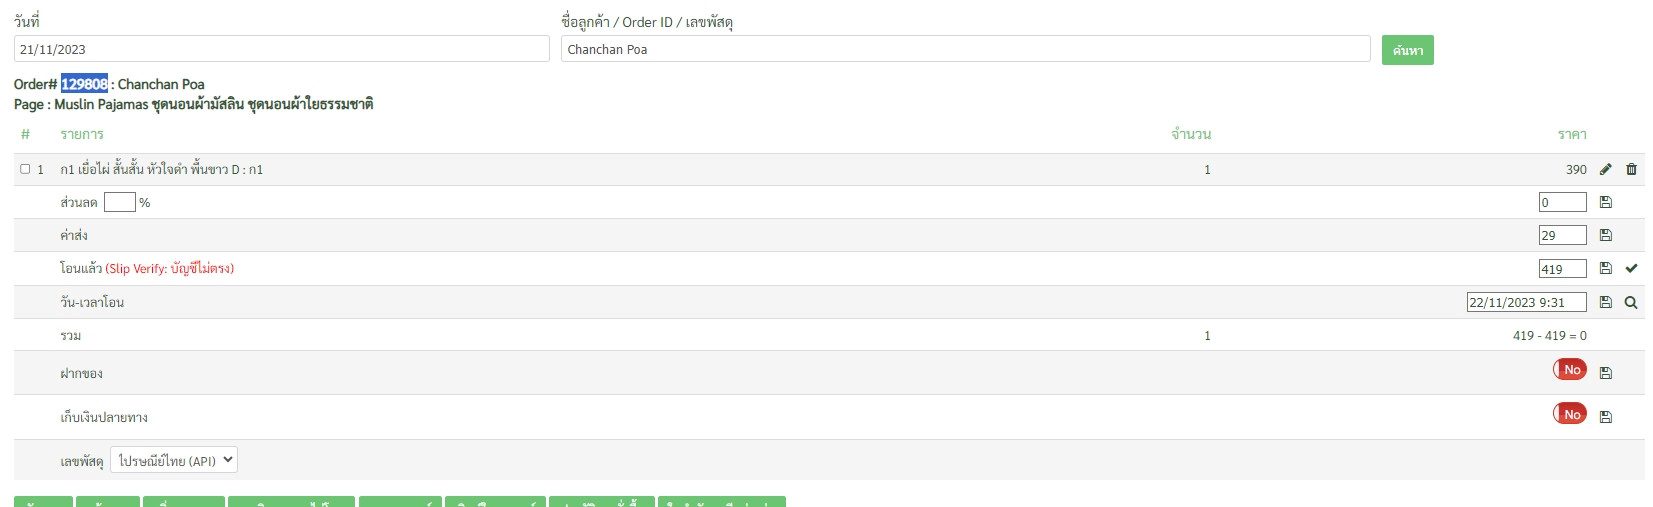 วันที่ ชื่อลูกค้า / Order ID / เลขพัสดุ
21/11/2023 Chanchan Poa ค้นหา
Order# 129808 : Chanchan Poa
Page : Muslin Pajamas ชุดนอนผ้ามัสลิน ชุดนอนผ้าใยธรรมชาติ
# รายการ จำนวน ราคา
1 ก1 เยื่อไผ่ สั้นสั้น หัวใจดำ พื้นขาว D : ก1 1 390
ส่วนลด % 0
ค่าส่ง 29
โอนแล้ว (Slip Verify: บัญชีไม่ตรง) 419
วัน-เวลาโอน 22/11/2023 9:31
รวม 1 419 - 419 = 0
ฝากของ No
เก็บเงินปลายทาง No
เลขพัสดุ ไปรษณีย์ไทย (API)